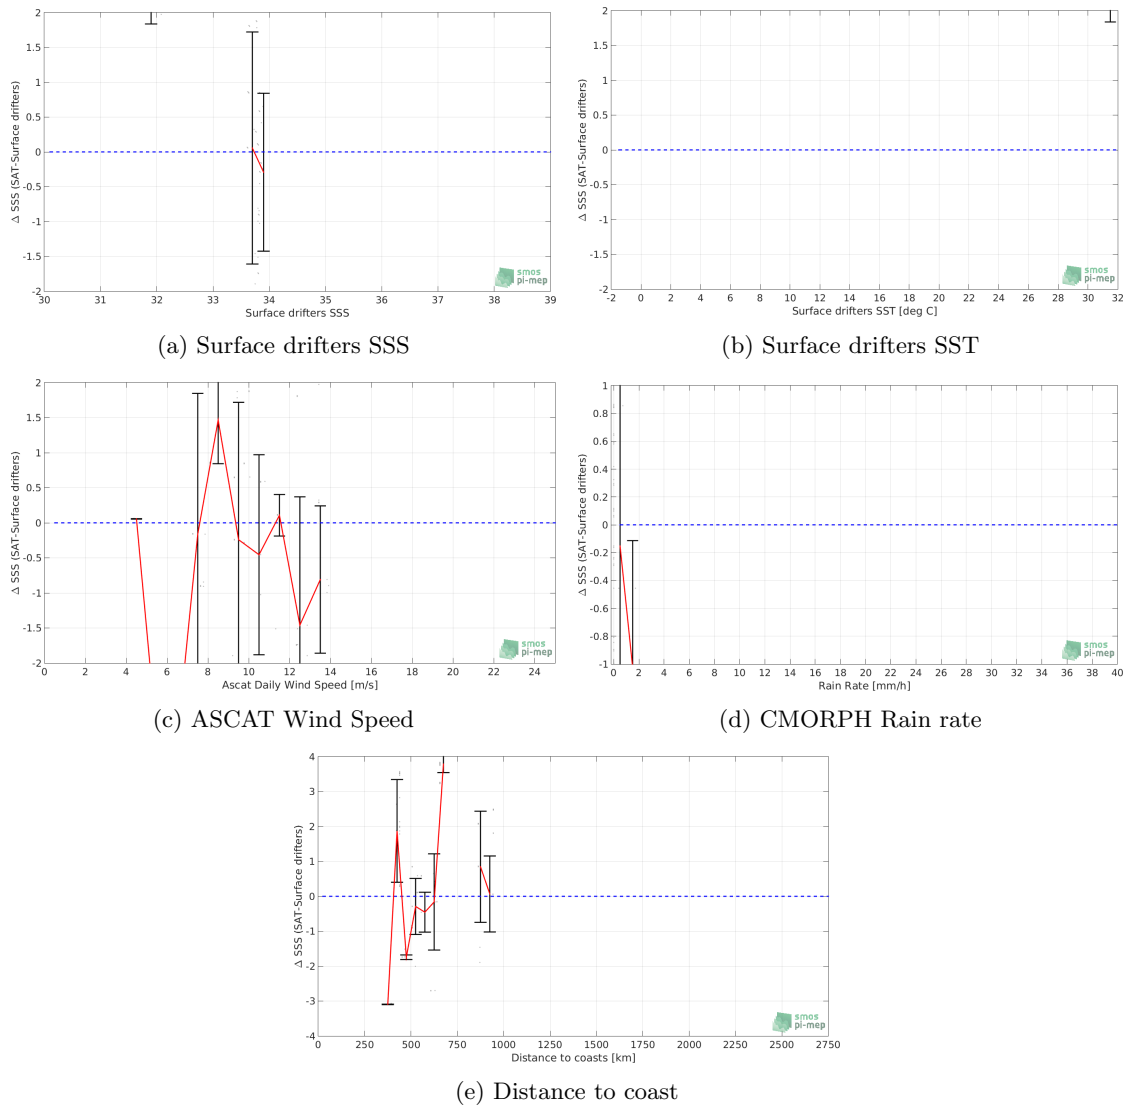 2
1.5
1
0.5
0
-0.5
-1
-1.5
-2
30 31 32 33 34 35 36 37 38 39
Δ SSS (SAT-Surface drifters)
Surface drifters SSS
smos
pi-mep
(a) Surface drifters SSS
2
1.5
1
0.5
0
-0.5
-1
-1.5
-2
-2 0 2 4 6 8 10 12 14 16 18 20 22 24 26 28 30 32
Δ SSS (SAT-Surface drifters)
Surface drifters SST [deg C]
smos
pi-mep
(b) Surface drifters SST
2
1.5
1
0.5
0
-0.5
-1
-1.5
-2
0 2 4 6 8 10 12 14 16 18 20 22 24
Δ SSS (SAT-Surface drifters)
Ascat Daily Wind Speed [m/s]
smos
pi-mep
(c) ASCAT Wind Speed
1
0.8
0.6
0.4
0.2
0
-0.2
-0.4
-0.6
-0.8
-1
0 2 4 6 8 10 12 14 16 18 20 22 24 26 28 30 32 34 36 38 40
Δ SSS (SAT-Surface drifters)
Rain Rate [mm/h]
smos
pi-mep
(d) CMORPH Rain rate
4
3
2
1
0
-1
-2
-3
-4
0 250 500 750 1000 1250 1500 1750 2000 2250 2500 2750
Δ SSS (SAT-Surface drifters)
Distance to coasts [km]
smos
pi-mep
(e) Distance to coast